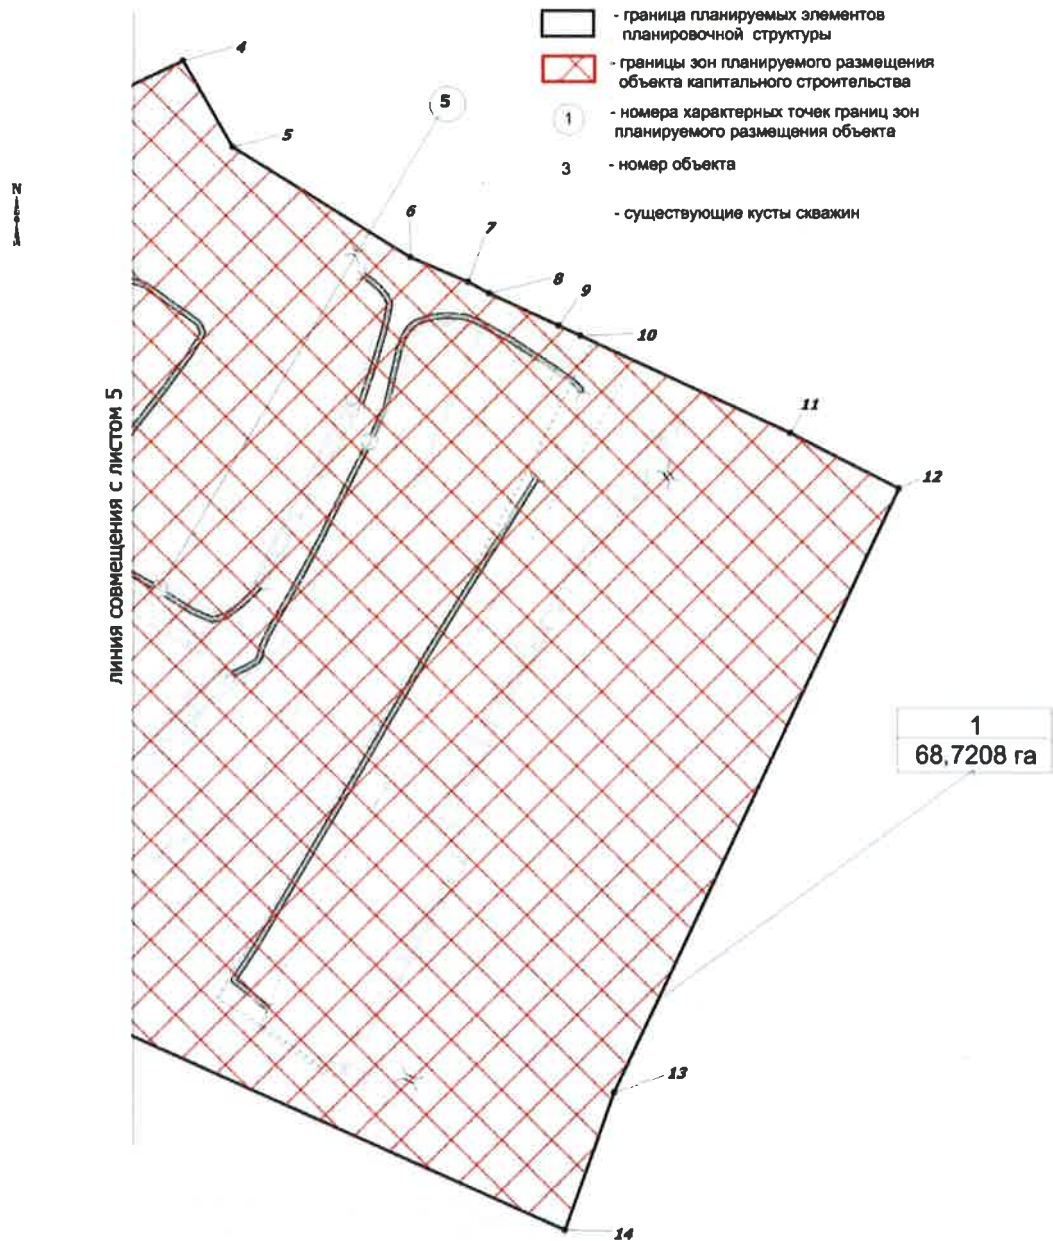 - граница планируемых элементов
планировочной структуры
- границы зон планируемого размещения
объекта капитального строительства
1
- номера характерных точек границ зон
планируемого размещения объекта
3
- номер объекта
- существующие кусты скважин
N
4
5
5
6
7
8
9
10
11
12
линия совмещения с листом 5
1
68,7208 га
13
14